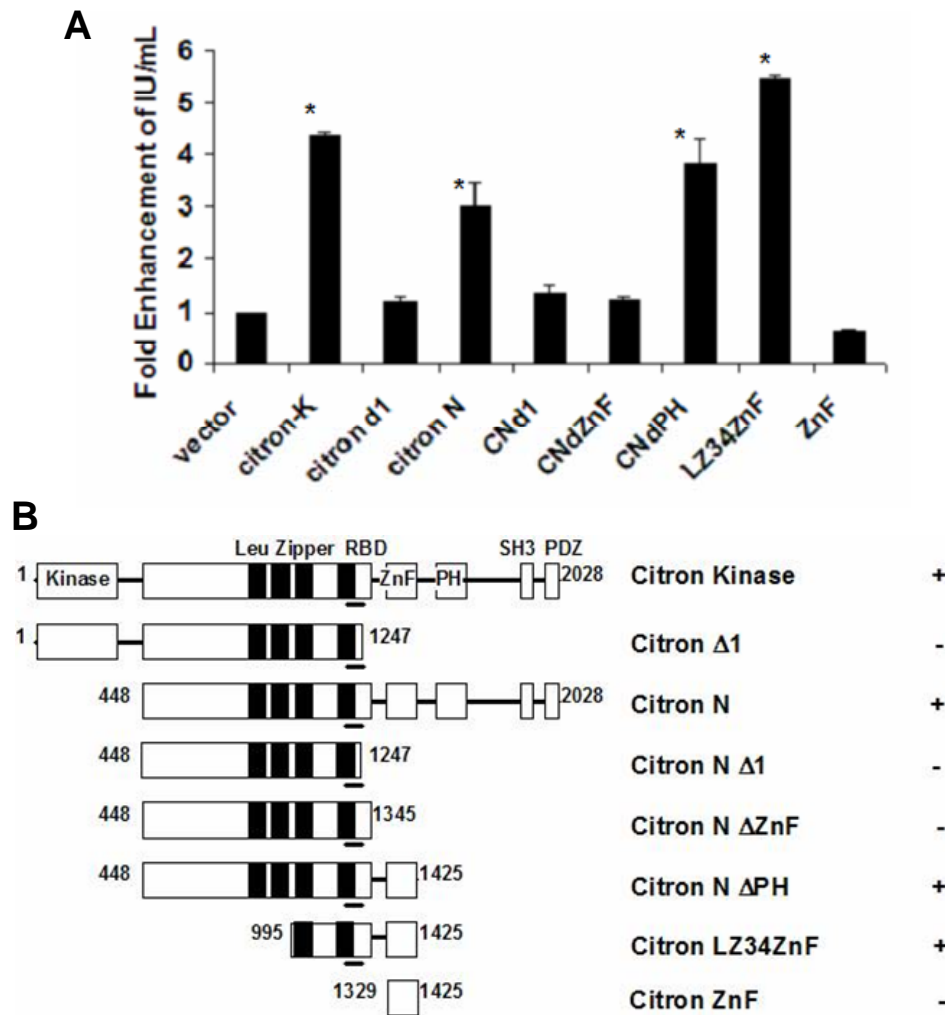 A
Fold Enhancement of IU/mL
6
5
4
3
2
1
0
* * * *
*
vector
citron-K
citron d1
citron N
CNd1
CNdZnF
CNdPH
LZ34ZnF
ZnF
B
Leu Zipper RBD SH3 PDZ
1 Kinase ZnF PH 2028 Citron Kinase +
1 1247 Citron Δ1 -
448 2028 Citron N +
448 1247 Citron N Δ1 -
448 1345 Citron N ΔZnF -
448 1425 Citron N ΔPH +
995 1425 Citron LZ34ZnF +
1329 1425 Citron ZnF -